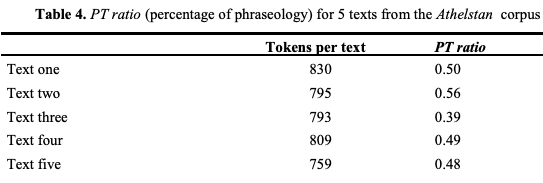 Table 4. PT ratio (percentage of phraseology) for 5 texts from the Athelstan corpus
Tokens per text PT ratio
Text one 830 0.50
Text two 795 0.56
Text three 793 0.39
Text four 809 0.49
Text five 759 0.48